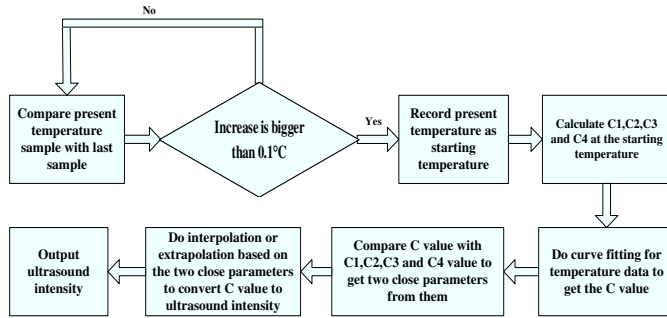 No
Compare present
temperature
sample with last
sample
Increase is bigger
than 0.1°C
Yes
Record present
temperature as
starting
temperature
Calculate C1,C2,C3
and C4 at the starting
temperature
Do curve fitting for
temperature data to
get the C value
Compare C value with
C1,C2,C3 and C4 value to
get two close parameters
from them
Do interpolation or
extrapolation based on
the two close parameters
to convert C value to
ultrasound intensity
Output
ultrasound
intensity